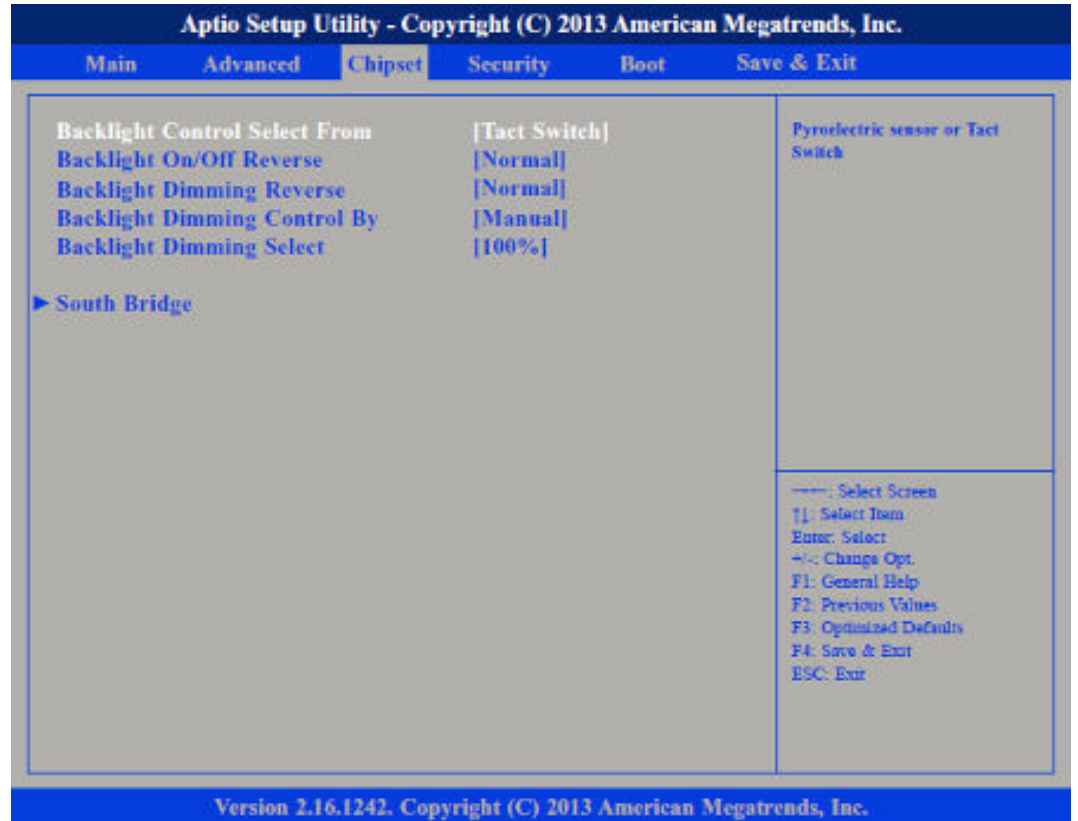 Aptio Setup Utility - Copyright (C) 2013 American Megatrends, Inc.
Main Advanced Chipset Security Boot Save & Exit
Backlight Control Select From [Tact Switch]
Backlight On/Off Reverse [Normal]
Backlight Dimming Reverse [Normal]
Backlight Dimming Control By [Manual]
Backlight Dimming Select [100%]
► South Bridge
Pyroelectric sensor or Tact
Switch
→←: Select Screen
↑↓: Select Item
Enter: Select
+/-: Change Opt.
F1: General Help
F2: Previous Values
F3: Optimized Defaults
F4: Save & Exit
ESC: Exit
Version 2.16.1242. Copyright (C) 2013 American Megatrends, Inc.